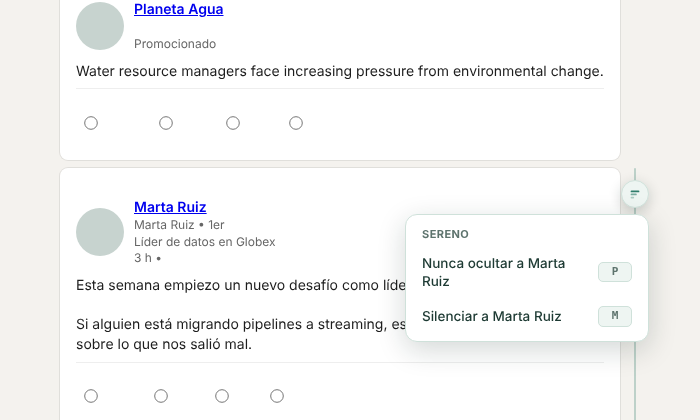 Planeta Agua
Promocionado
Water resource managers face increasing pressure from environmental change.
Marta Ruiz
Marta Ruiz • 1er
Líder de datos en Globex
3 h •
Esta semana empiezo un nuevo desafío como líde
Si alguien está migrando pipelines a streaming, es
sobre lo que nos salió mal.
SERENO
Nunca ocultar a Marta
Ruiz
P
Silenciar a Marta Ruiz
M